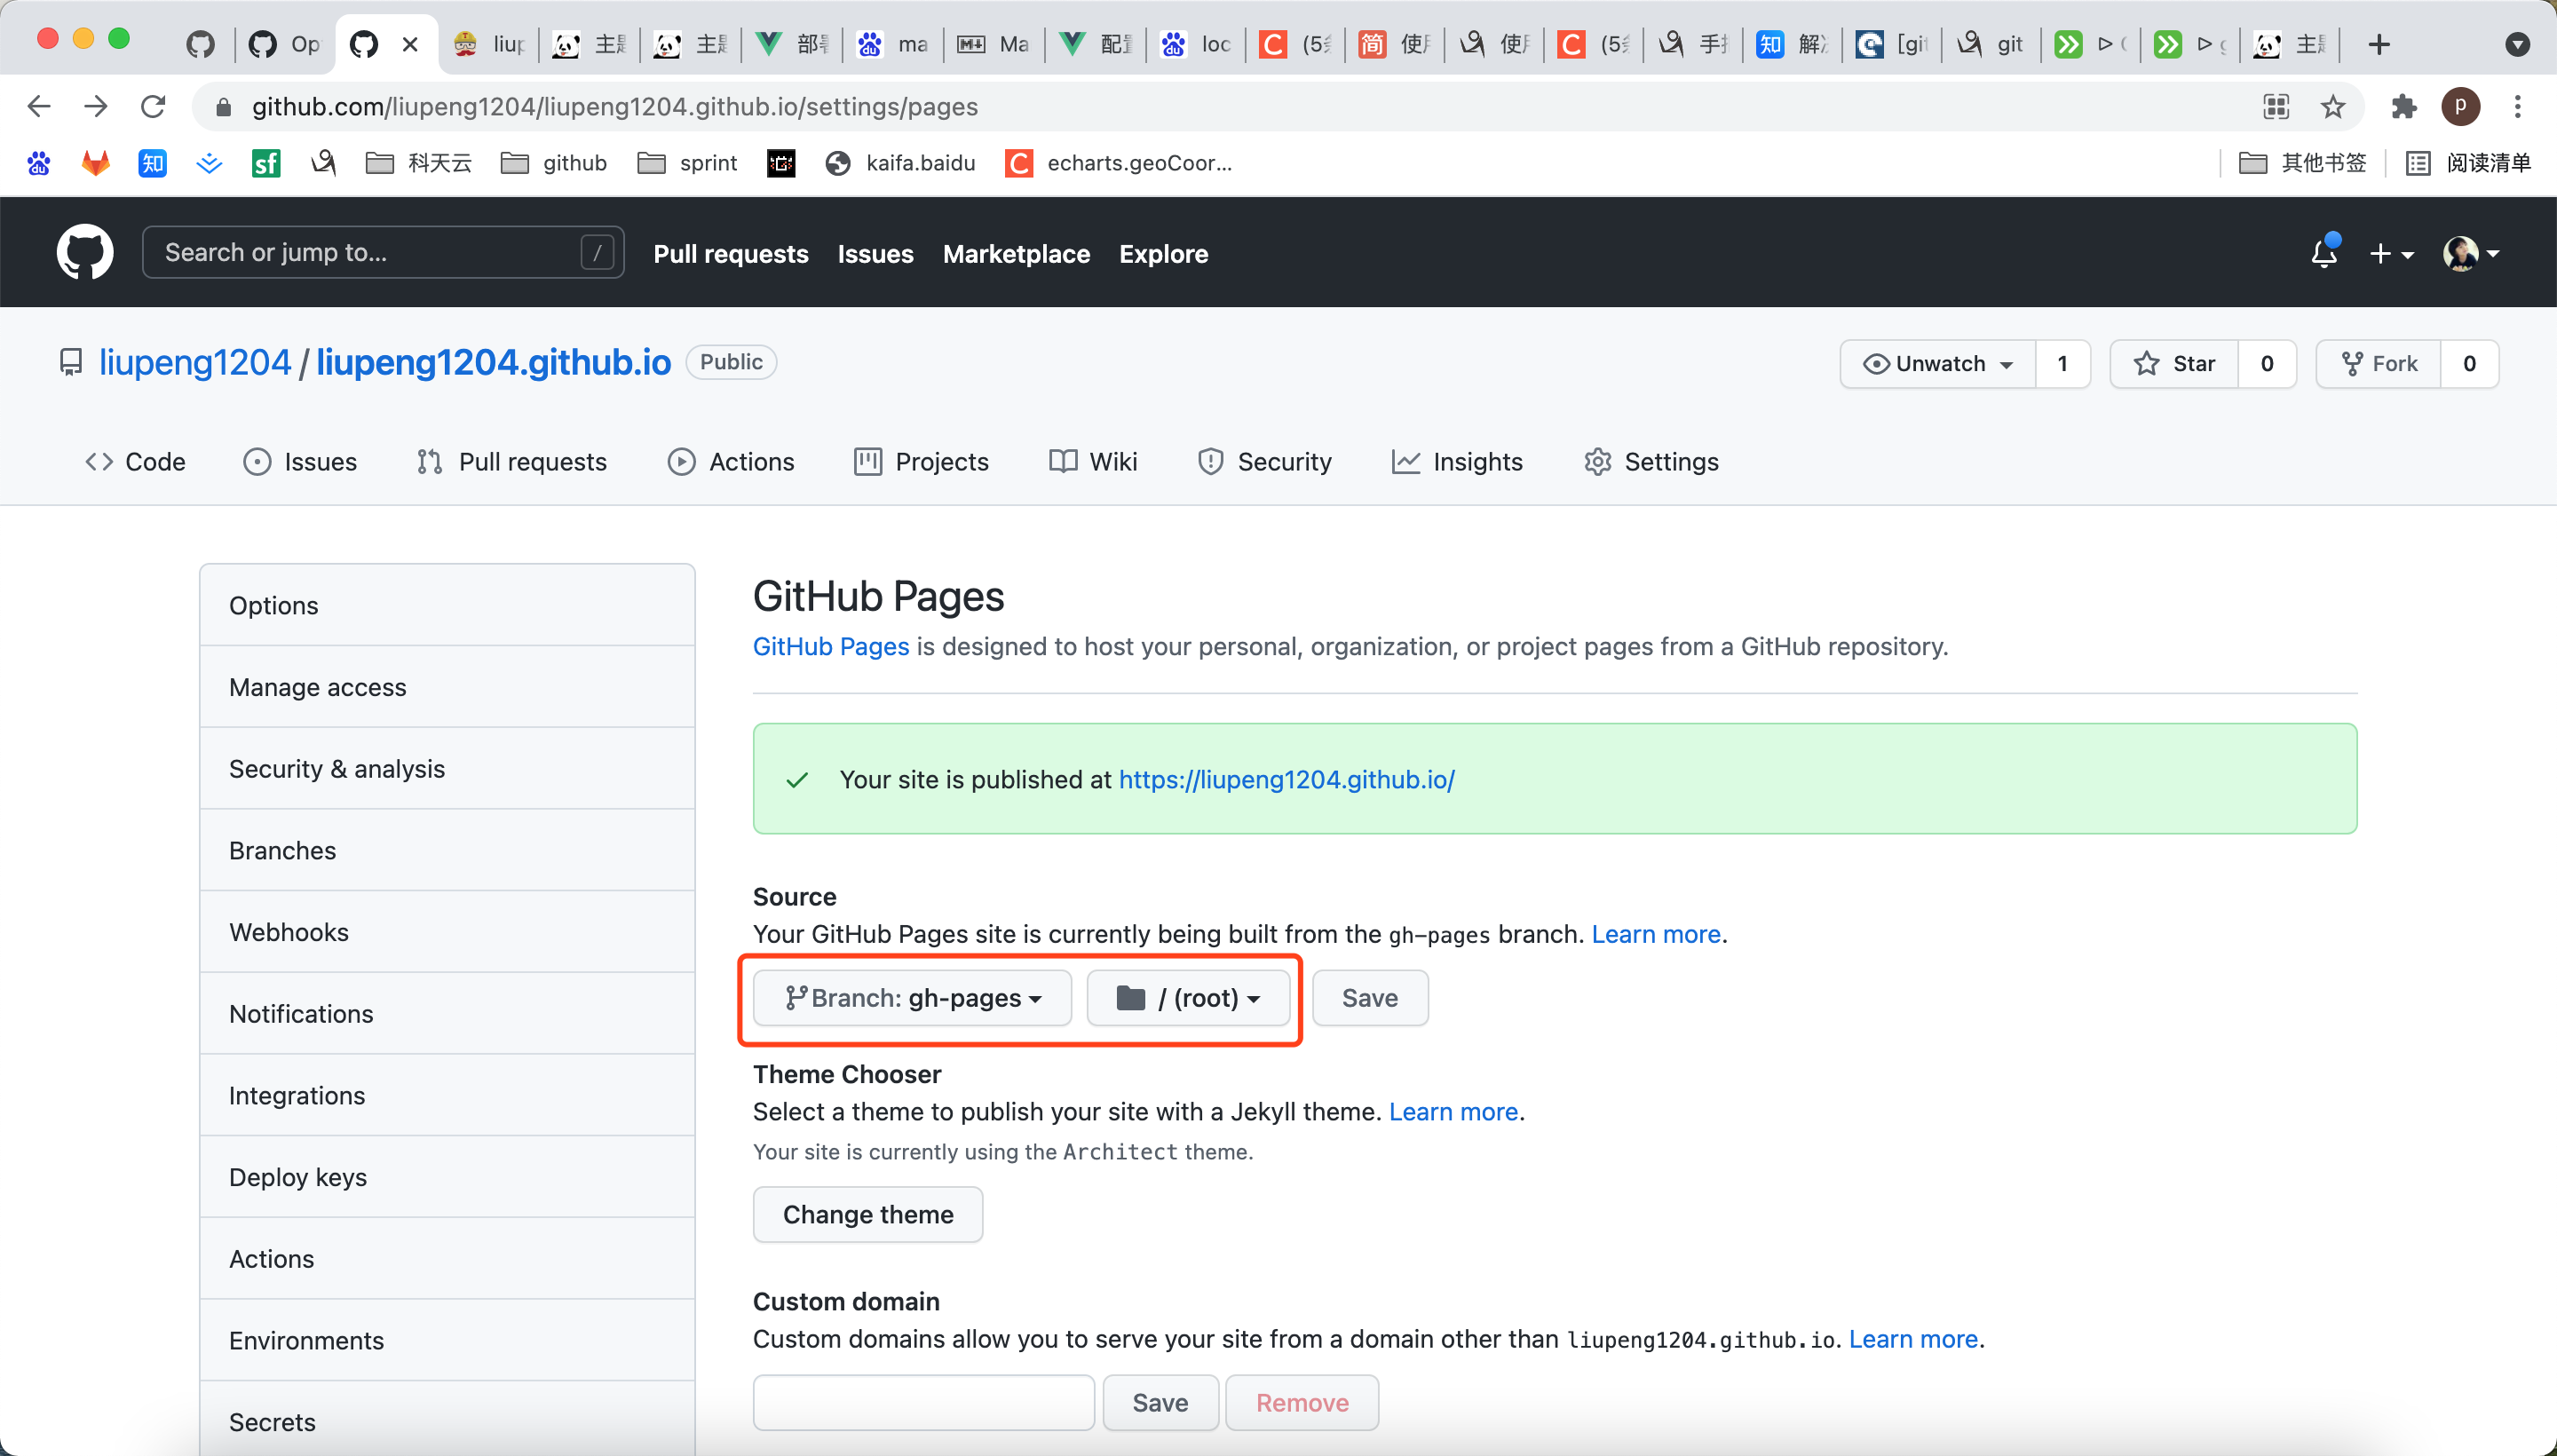 Op
liup
主是
主是
部署
ma
Ma
配置
loc
(5条
使用
使用
(5条
手把
解决
[git
git
主是
github.com/liupeng1204/liupeng1204.github.io/settings/pages
P
科天云
github
sprint
kaifa.baidu
echarts.geoCoor...
其他书签
阅读清单
Search or jump to... /
Pull requests Issues Marketplace Explore
liupeng1204 / liupeng1204.github.io Public
Unwatch 1
Star 0
Fork 0
Code Issues Pull requests Actions Projects Wiki Security Insights Settings
Options
Manage access
Security & analysis
Branches
Webhooks
Notifications
Integrations
Deploy keys
Actions
Environments
Secrets
GitHub Pages
GitHub Pages is designed to host your personal, organization, or project pages from a GitHub repository.
Your site is published at https://liupeng1204.github.io/
Source
Your GitHub Pages site is currently being built from the gh-pages branch. Learn more.
Branch: gh-pages / (root) Save
Theme Chooser
Select a theme to publish your site with a Jekyll theme. Learn more.
Your site is currently using the Architect theme.
Change theme
Custom domain
Custom domains allow you to serve your site from a domain other than liupeng1204.github.io. Learn more.
Save Remove